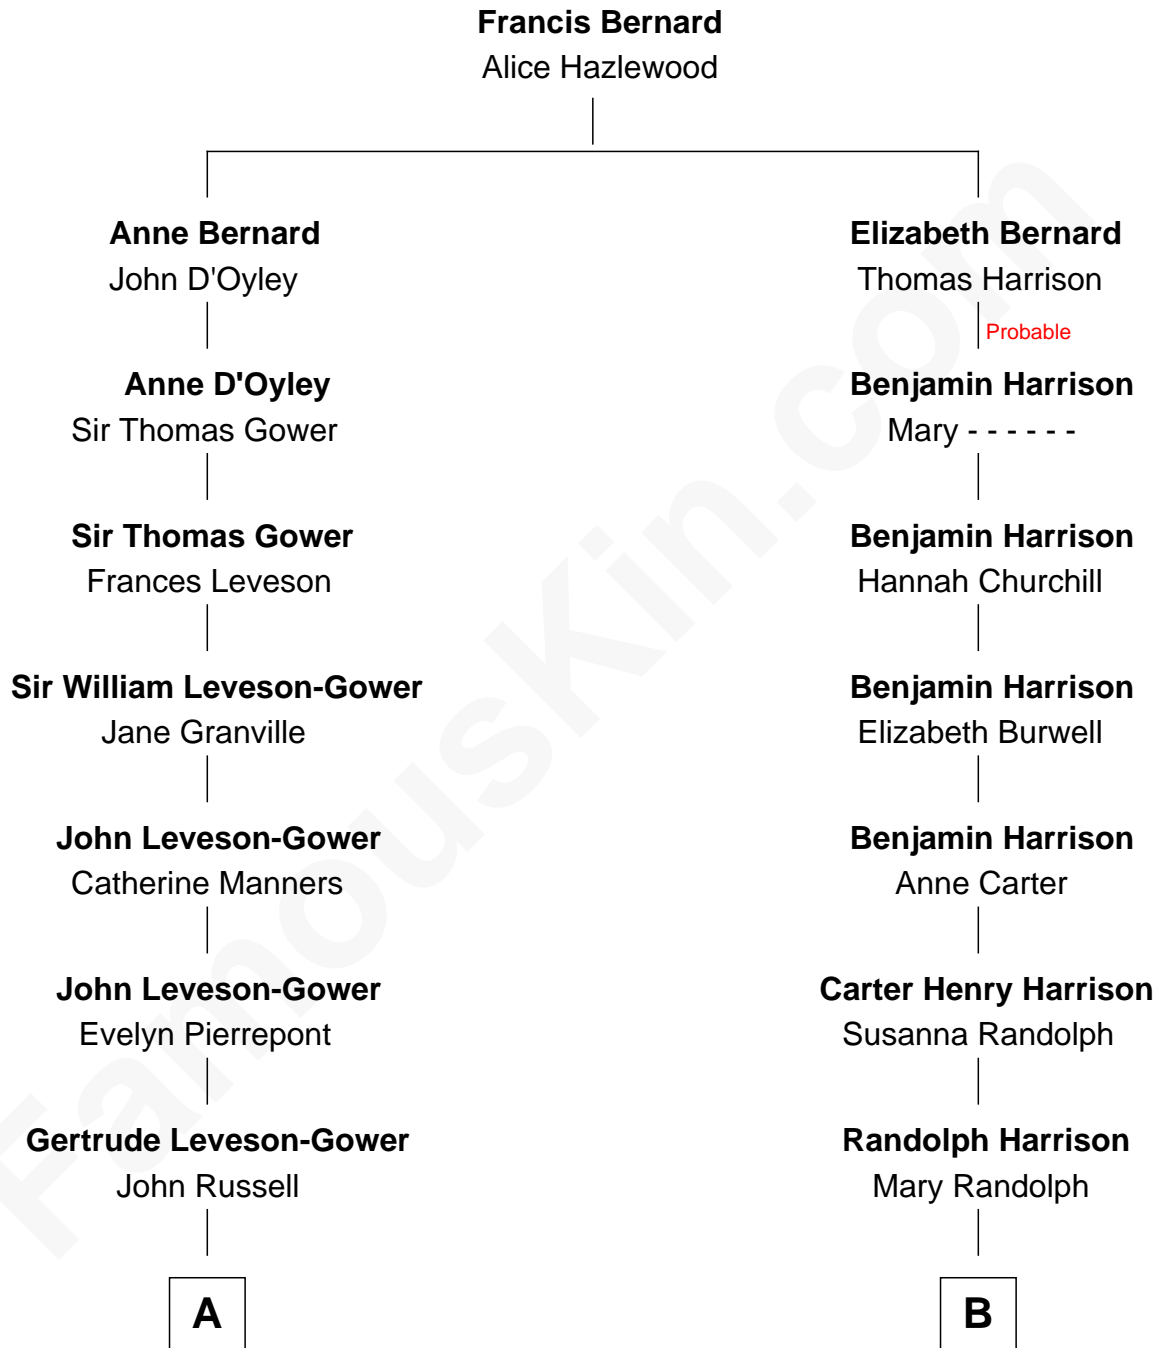 Francis Bernard
Alice Hazlewood
Anne Bernard
John D'Oyley
Elizabeth Bernard
Thomas Harrison
Probable
Anne D'Oyley
Sir Thomas Gower
Benjamin Harrison
Mary - - - - - -
Sir Thomas Gower
Frances Leveson
Benjamin Harrison
Hannah Churchill
Sir William Leveson-Gower
Jane Granville
Benjamin Harrison
Elizabeth Burwell
John Leveson-Gower
Catherine Manners
Benjamin Harrison
Anne Carter
John Leveson-Gower
Evelyn Pierrepont
Carter Henry Harrison
Susanna Randolph
Gertrude Leveson-Gower
John Russell
Randolph Harrison
Mary Randolph
A
B
FamousKin.com